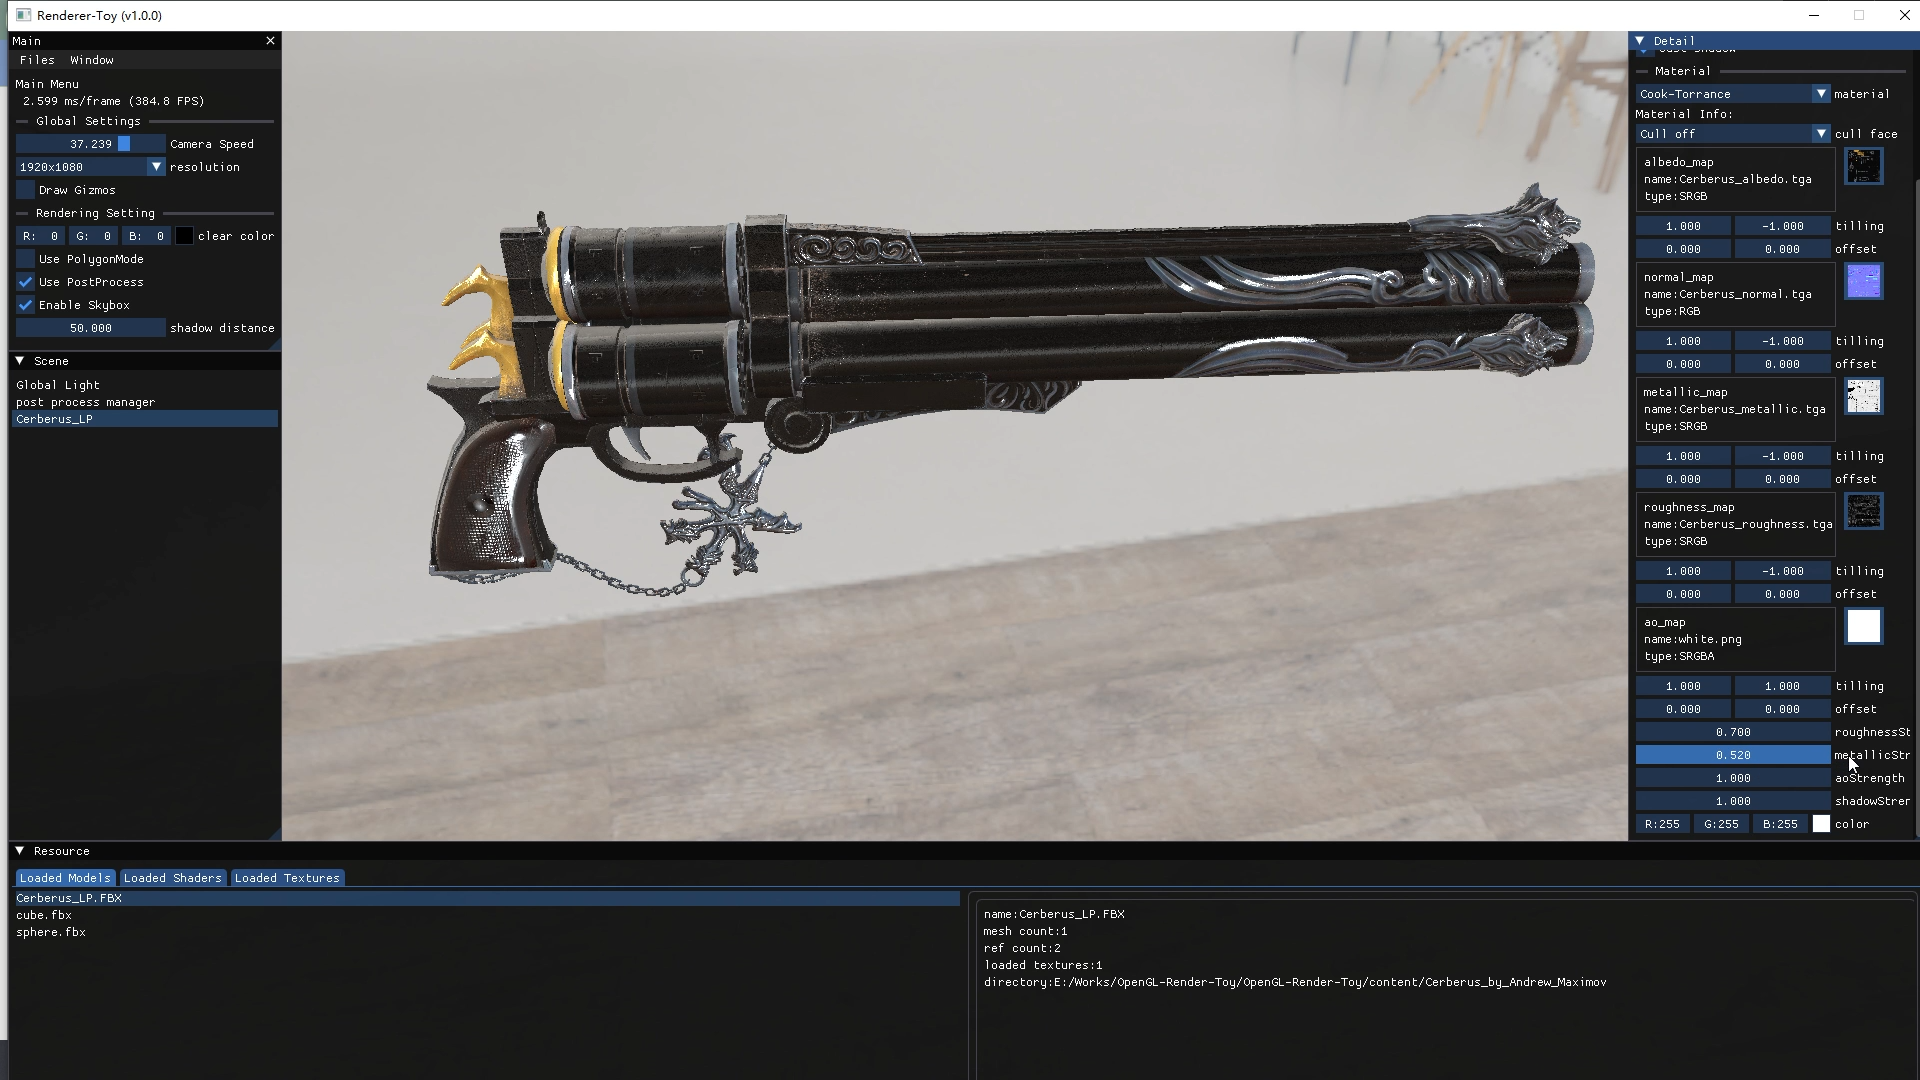 Renderer-Toy (v1.0.0)
Main
Files Window
Main Menu
2.599 ms/frame (384.8 FPS)
Global Settings
37.239 Camera Speed
1920x1080 resolution
Draw Gizmos
Rendering Setting
R: 0 G: 0 B: 0 clear color
Use PolygonMode
Use PostProcess
Enable Skybox
50.000 shadow distance
Scene
Global Light
post process manager
Cerberus_LP
Detail
Material
Cook-Torrance material
Material Info:
Cull off cull face
albedo_map
name:Cerberus_albedo.tga
type:SRGB
1.000 -1.000 tilling
0.000 0.000 offset
normal_map
name:Cerberus_normal.tga
type:RGB
1.000 -1.000 tilling
0.000 0.000 offset
metallic_map
name:Cerberus_metallic.tga
type:SRGB
1.000 -1.000 tilling
0.000 0.000 offset
roughness_map
name:Cerberus_roughness.tga
type:SRGB
1.000 -1.000 tilling
0.000 0.000 offset
ao_map
name:white.png
type:SRGBA
1.000 1.000 tilling
0.000 0.000 offset
0.700 roughnessSt
0.520 metallicStr
1.000 aoStrength
1.000 shadowStrer
R:255 G:255 B:255 color
Resource
Loaded Models Loaded Shaders Loaded Textures
Cerberus_LP.FBX
cube.fbx
sphere.fbx
name:Cerberus_LP.FBX
mesh count:1
ref count:2
loaded textures:1
directory:E:/Works/OpenGL-Render-Toy/OpenGL-Render-Toy/content/Cerberus_by_Andrew_Maximov